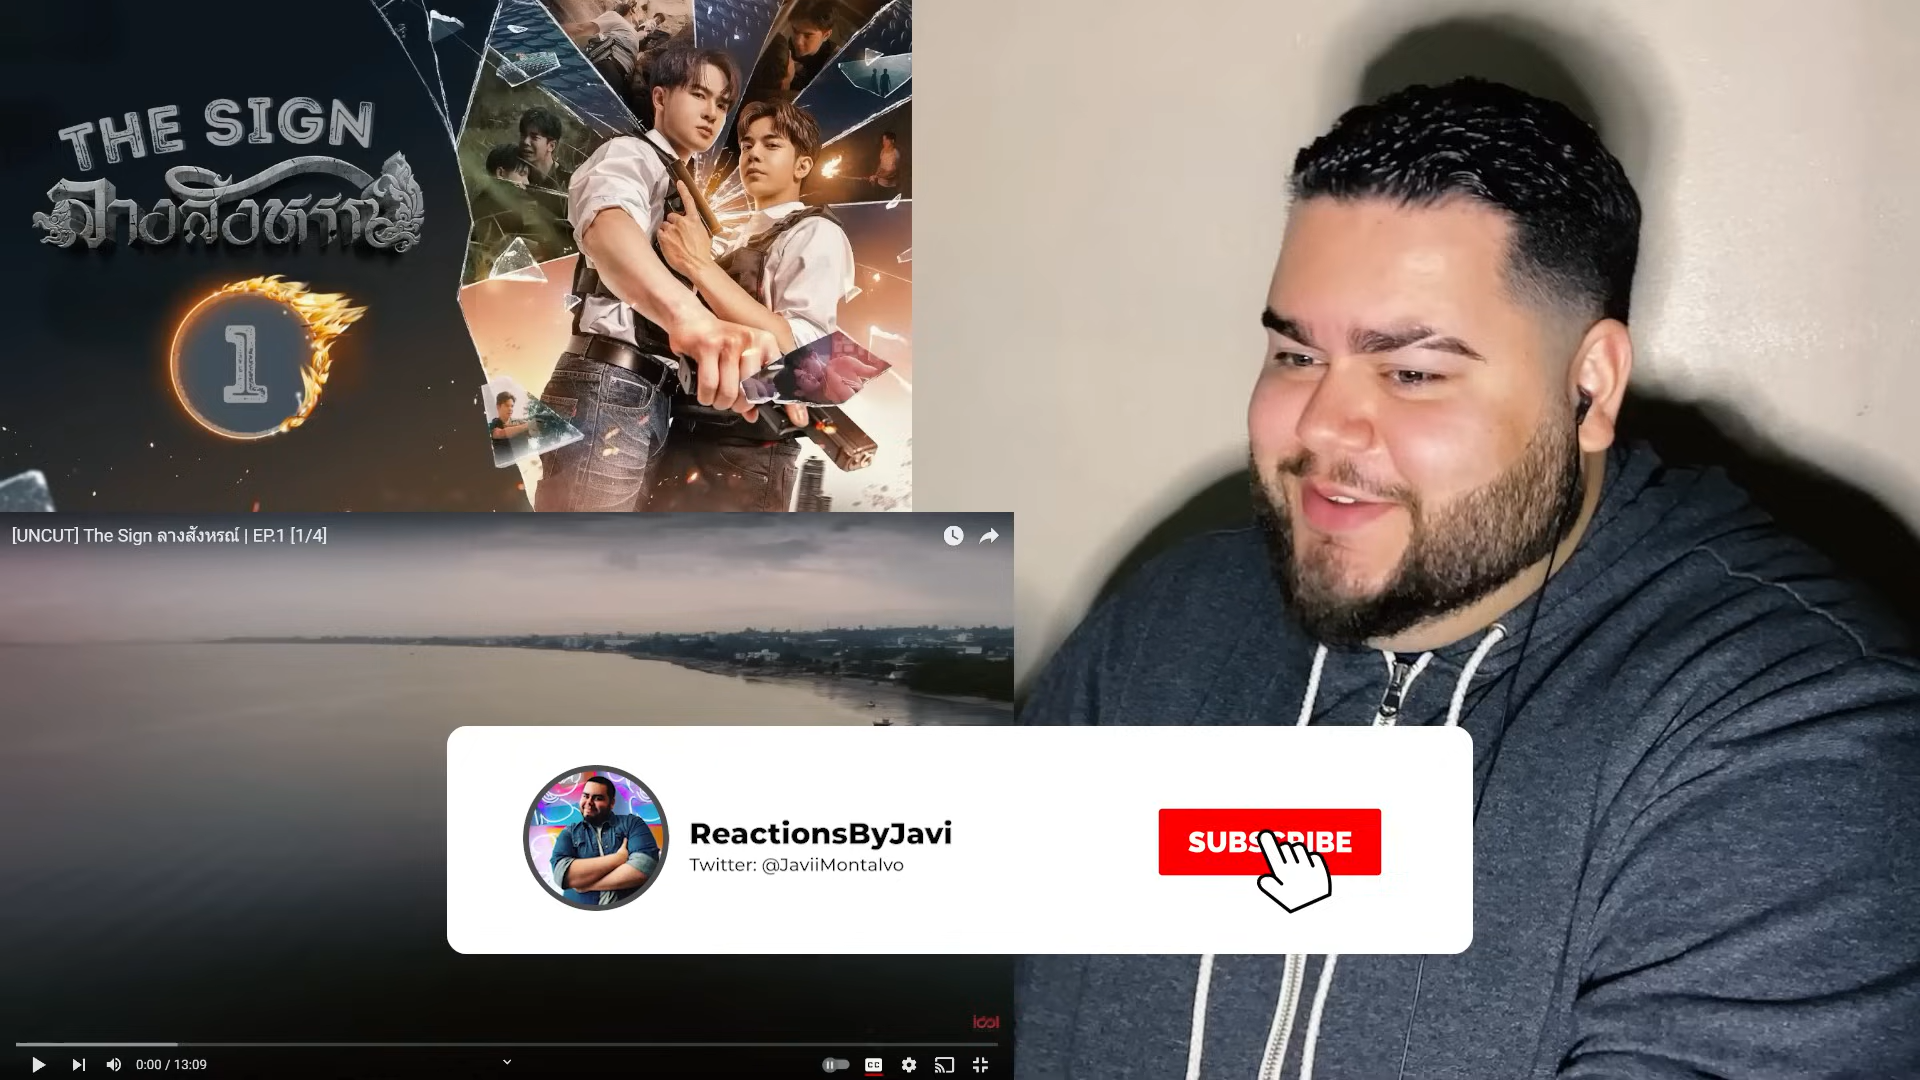 THE SIGN
ลางสังหรณ์
1
[UNCUT] The Sign ลางสังหรณ์ | EP.1 [1/4]
ReactionsByJavi
Twitter: @JaviiMontalvo
SUBSCRIBE
idol
0:00 / 13:09
CC